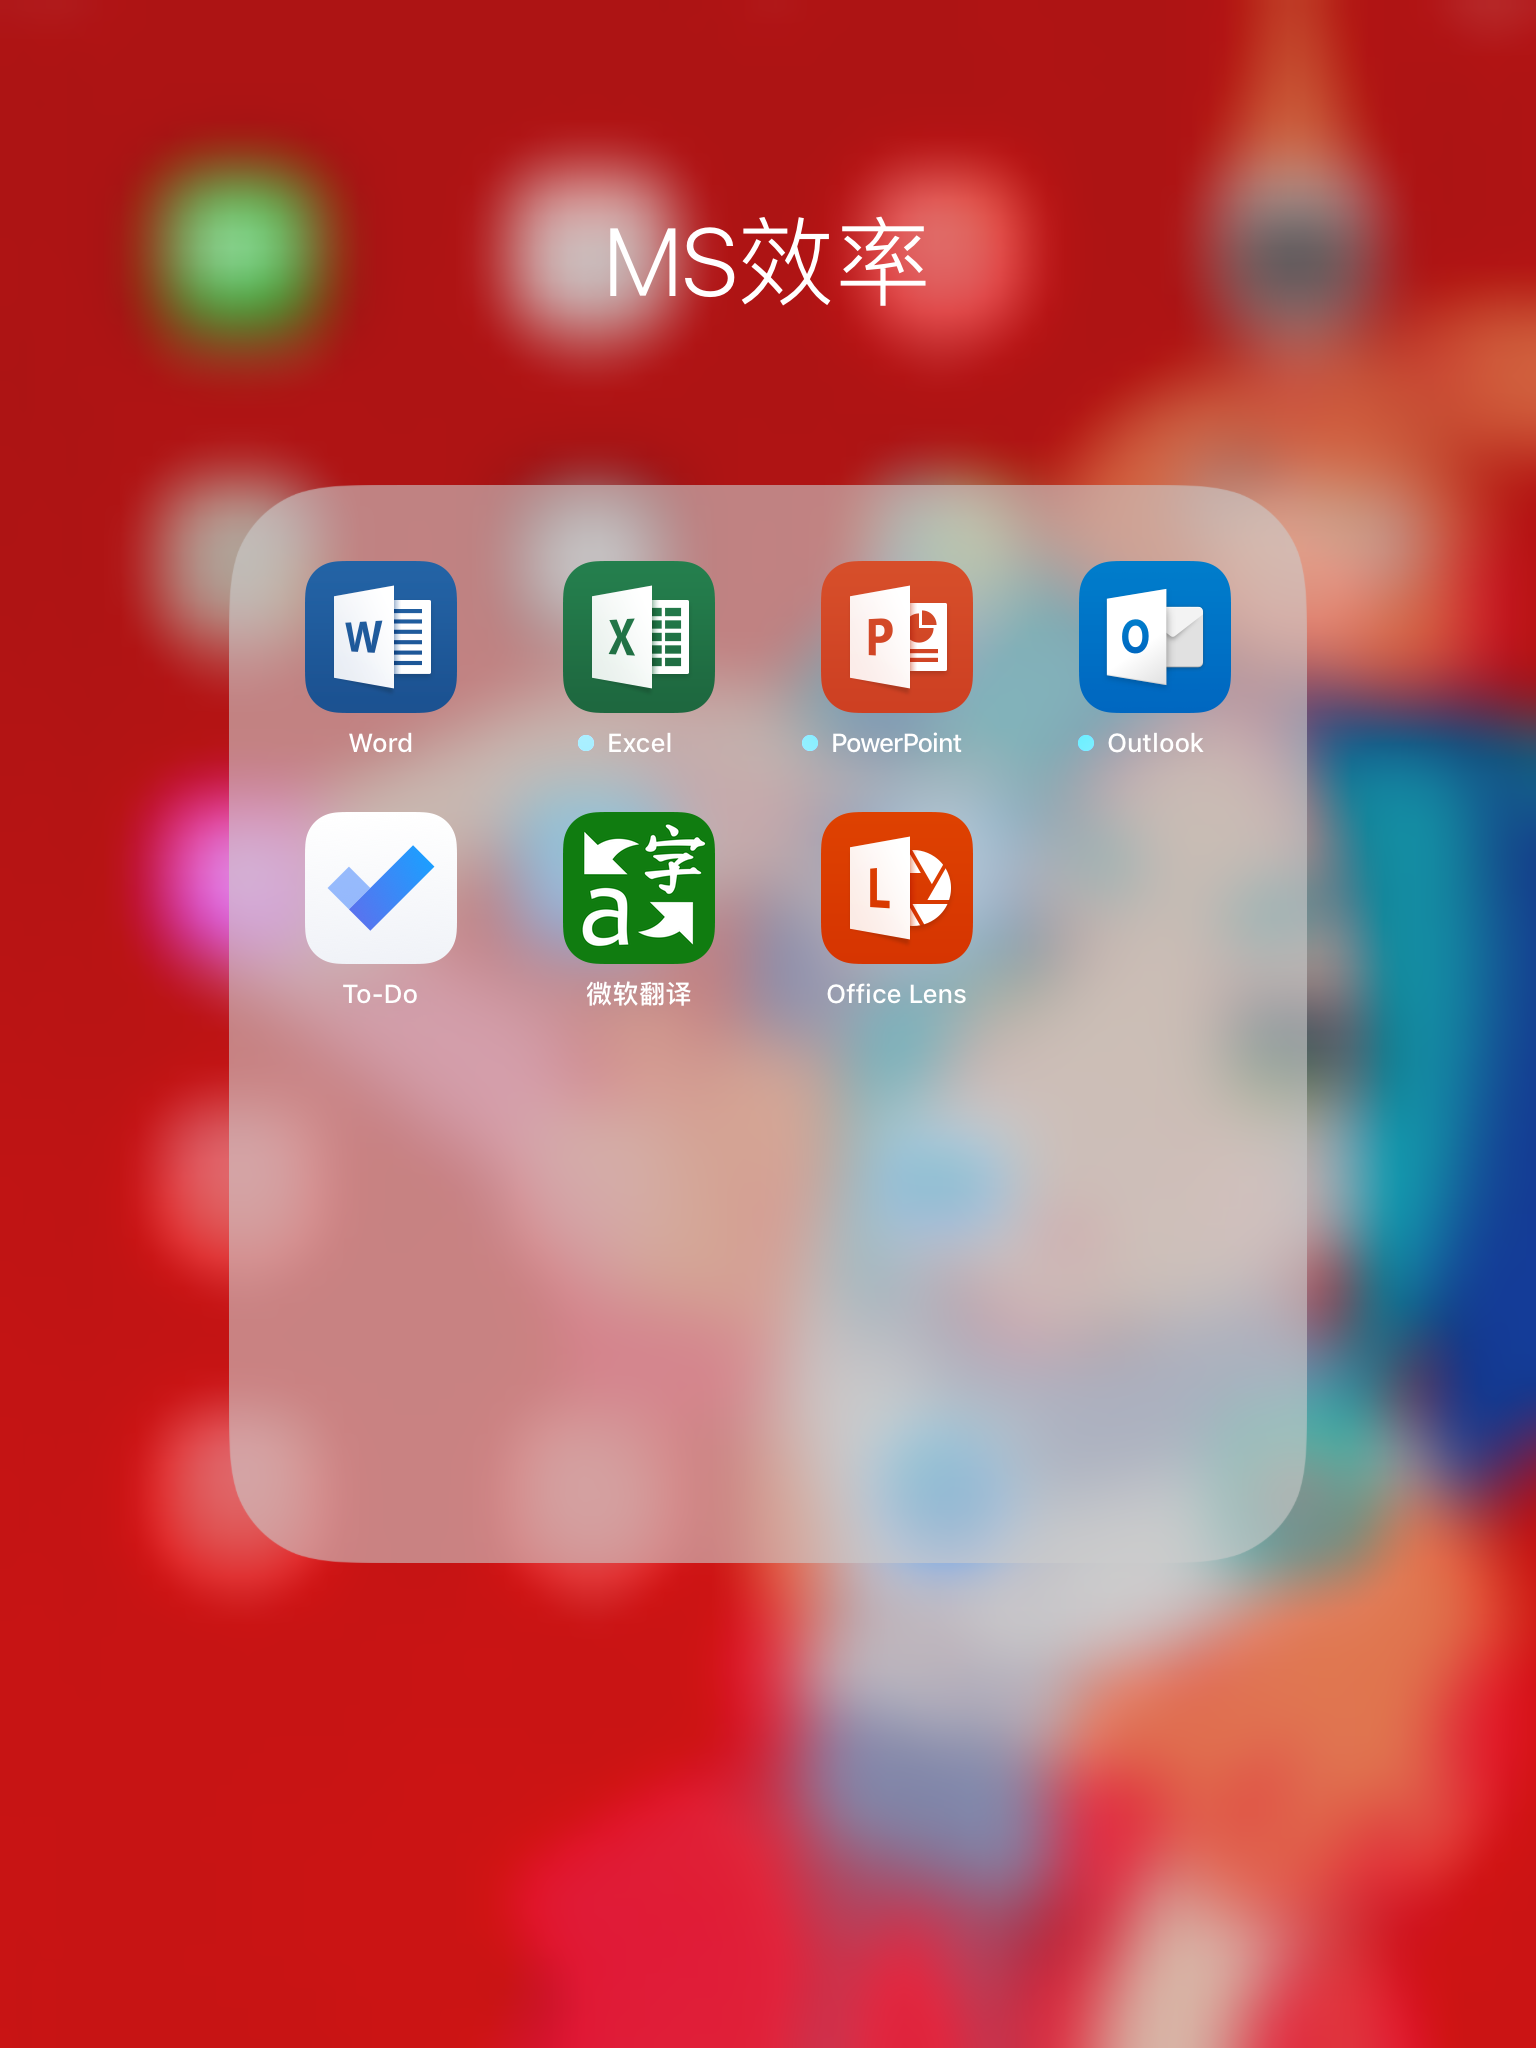 MS效率
W
X
P
O
Word
Excel
PowerPoint
Outlook
字
a
L
To-Do
微软翻译
Office Lens